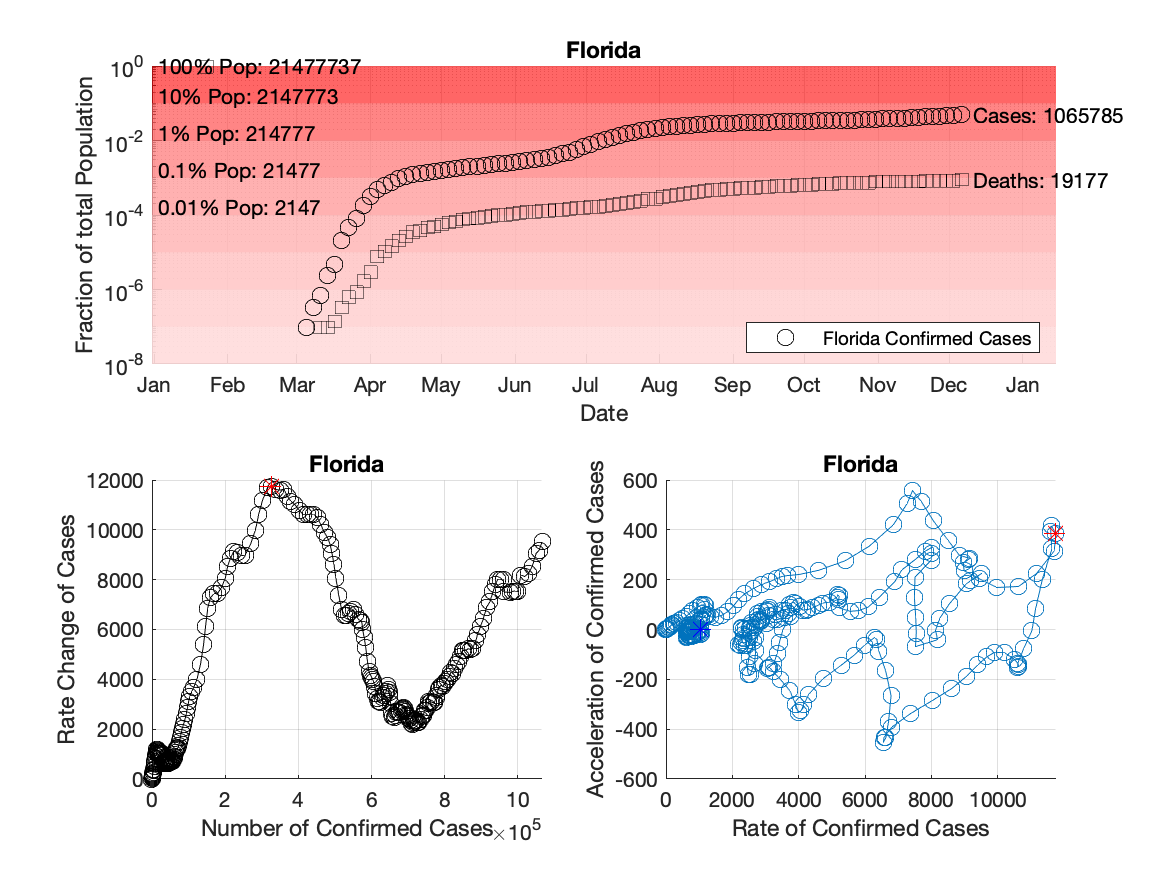 Florida
Fraction of total Population
10^0
10^-2
10^-4
10^-6
10^-8
100% Pop: 21477737
10% Pop: 2147773
1% Pop: 214777
0.1% Pop: 21477
0.01% Pop: 2147
Cases: 1065785
Deaths: 19177
Florida Confirmed Cases
Jan Feb Mar Apr May Jun Jul Aug Sep Oct Nov Dec Jan
Date
Florida
Rate Change of Cases
12000
10000
8000
6000
4000
2000
0
0 2 4 6 8 10
Number of Confirmed Cases ×10^5
Florida
Acceleration of Confirmed Cases
600
400
200
0
-200
-400
-600
0 2000 4000 6000 8000 10000
Rate of Confirmed Cases